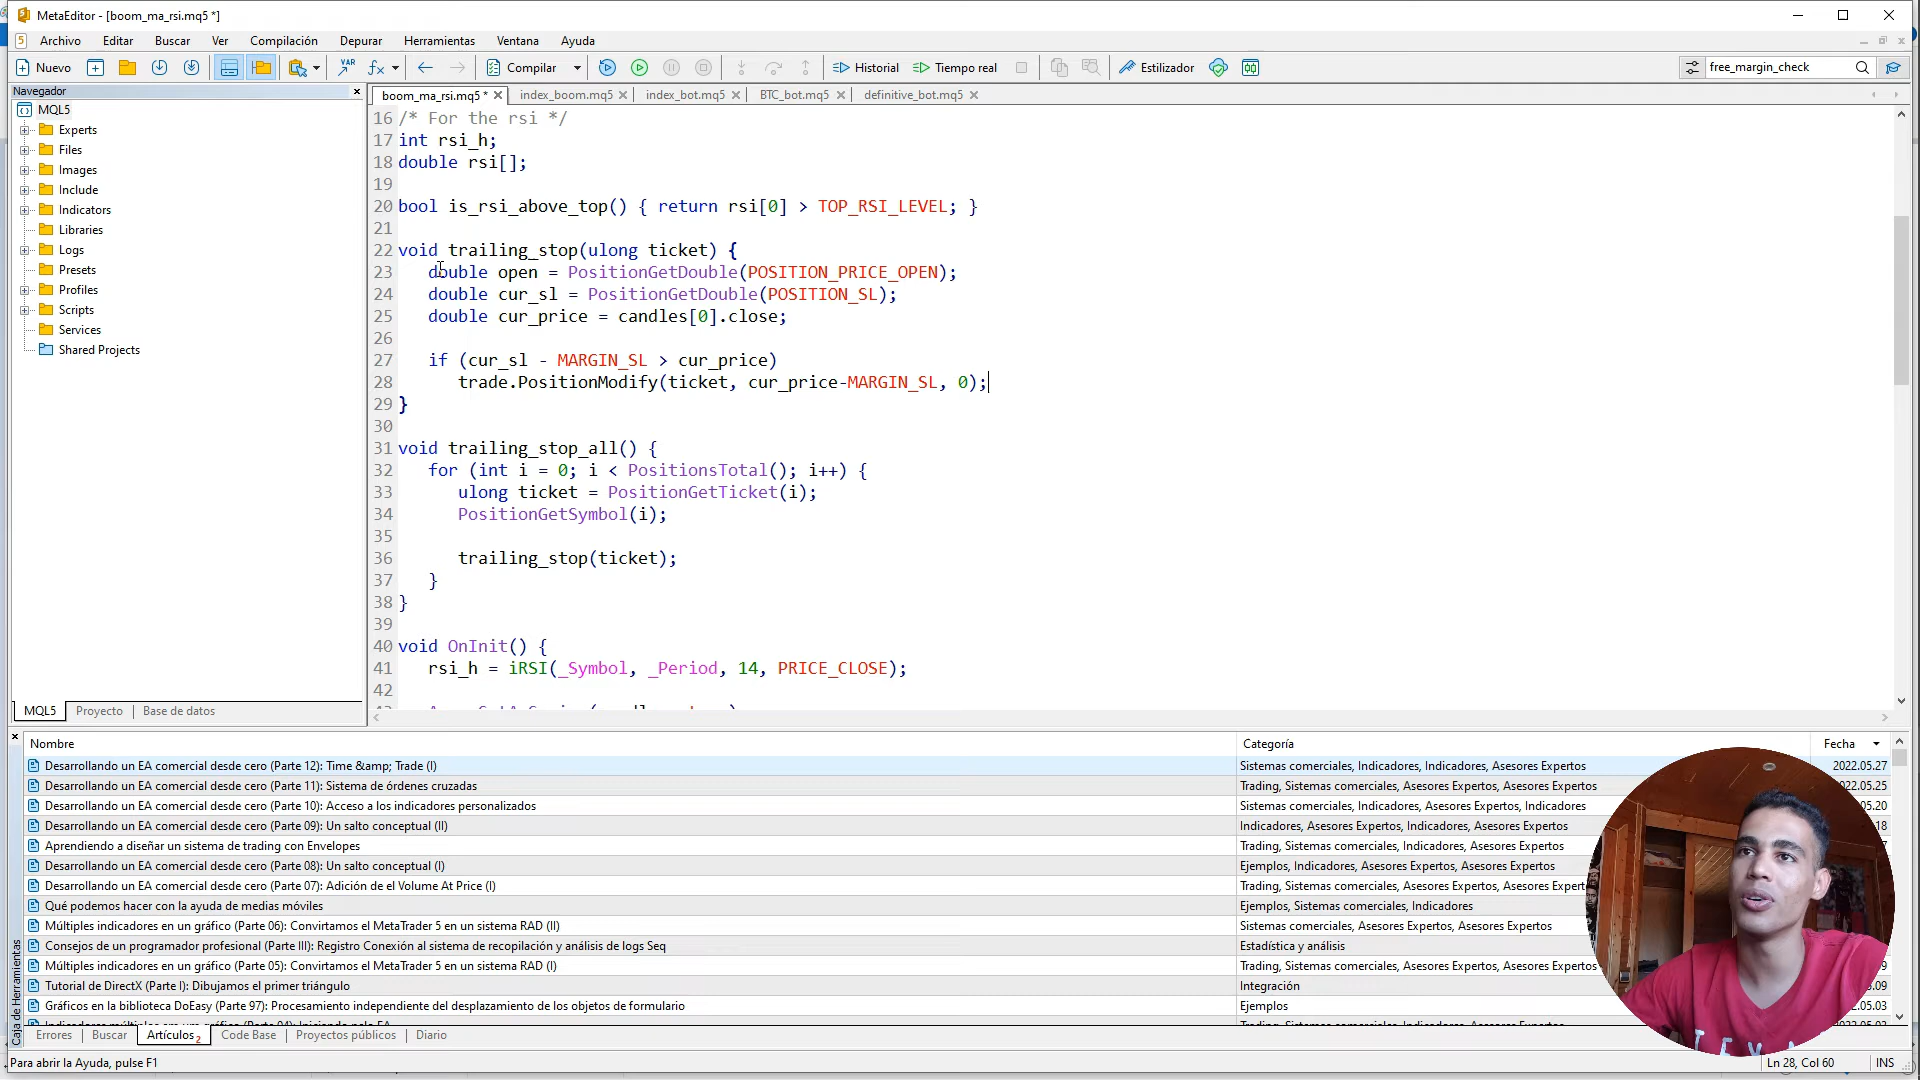 MetaEditor - [boom_ma_rsi.mq5 *]
Archivo Editar Buscar Ver Compilación Depurar Herramientas Ventana Ayuda
Nuevo Compilar Historial Tiempo real Estilizador free_margin_check
Navegador
MQL5
Experts
Files
Images
Include
Indicators
Libraries
Logs
Presets
Profiles
Scripts
Services
Shared Projects
MQL5 Proyecto Base de datos
boom_ma_rsi.mq5 * index_boom.mq5 index_bot.mq5 BTC_bot.mq5 definitive_bot.mq5
16 /* For the rsi */
17 int rsi_h;
18 double rsi[];
19
20 bool is_rsi_above_top() { return rsi[0] > TOP_RSI_LEVEL; }
21
22 void trailing_stop(ulong ticket) {
23 double open = PositionGetDouble(POSITION_PRICE_OPEN);
24 double cur_sl = PositionGetDouble(POSITION_SL);
25 double cur_price = candles[0].close;
26
27 if (cur_sl - MARGIN_SL > cur_price)
28 trade.PositionModify(ticket, cur_price-MARGIN_SL, 0);
29 }
30
31 void trailing_stop_all() {
32 for (int i = 0; i < PositionsTotal(); i++) {
33 ulong ticket = PositionGetTicket(i);
34 PositionGetSymbol(i);
35
36 trailing_stop(ticket);
37 }
38 }
39
40 void OnInit() {
41 rsi_h = iRSI(_Symbol, _Period, 14, PRICE_CLOSE);
42
Nombre Categoría Fecha
Desarrollando un EA comercial desde cero (Parte 12): Time &amp; Trade (I) Sistemas comerciales, Indicadores, Indicadores, Asesores Expertos 2022.05.27
Desarrollando un EA comercial desde cero (Parte 11): Sistema de órdenes cruzadas Trading, Sistemas comerciales, Asesores Expertos, Asesores Expertos 022.05.25
Desarrollando un EA comercial desde cero (Parte 10): Acceso a los indicadores personalizados Sistemas comerciales, Indicadores, Asesores Expertos, Indicadores 05.20
Desarrollando un EA comercial desde cero (Parte 09): Un salto conceptual (II) Indicadores, Asesores Expertos, Indicadores, Asesores Expertos 18
Aprendiendo a diseñar un sistema de trading con Envelopes Trading, Sistemas comerciales, Indicadores, Asesores Expertos
Desarrollando un EA comercial desde cero (Parte 08): Un salto conceptual (I) Ejemplos, Indicadores, Asesores Expertos, Asesores Expertos
Desarrollando un EA comercial desde cero (Parte 07): Adición de el Volume At Price (I) Trading, Sistemas comerciales, Asesores Expertos, Asesores Expert
Qué podemos hacer con la ayuda de medias móviles Ejemplos, Sistemas comerciales, Indicadores
Múltiples indicadores en un gráfico (Parte 06): Convirtamos el MetaTrader 5 en un sistema RAD (II) Sistemas comerciales, Asesores Expertos, Asesores Expertos
Consejos de un programador profesional (Parte III): Registro Conexión al sistema de recopilación y análisis de logs Seq Estadística y análisis
Múltiples indicadores en un gráfico (Parte 05): Convirtamos el MetaTrader 5 en un sistema RAD (I) Trading, Sistemas comerciales, Asesores Expertos, Asesores Expertos 9
Tutorial de DirectX (Parte I): Dibujamos el primer triángulo Integración .09
Gráficos en la biblioteca DoEasy (Parte 97): Procesamiento independiente del desplazamiento de los objetos de formulario Ejemplos 05.03
Caja de Herramientas
Errores Buscar Artículos 2 Code Base Proyectos públicos Diario
Para abrir la Ayuda, pulse F1 Ln 28, Col 60 INS